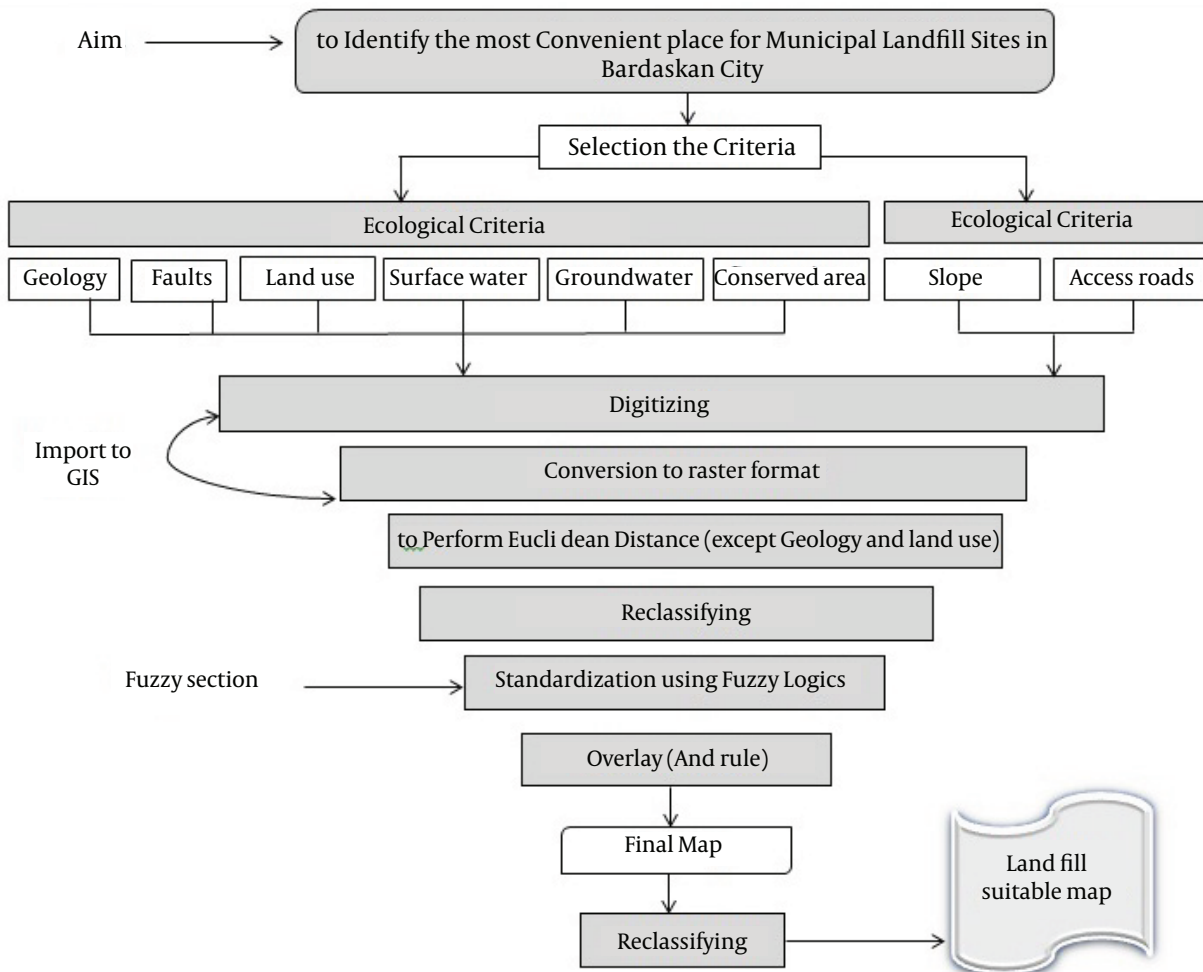 Aim
to Identify the most Convenient place for Municipal Landfill Sites in
Bardaskan City
Selection the Criteria
Ecological Criteria
Ecological Criteria
Geology
Faults
Land use
Surface water
Groundwater
Conserved area
Slope
Access roads
Digitizing
Import to
GIS
Conversion to raster format
to Perform Eucli dean Distance (except Geology and land use)
Reclassifying
Fuzzy section
Standardization using Fuzzy Logics
Overlay (And rule)
Final Map
Land fill
suitable map
Reclassifying